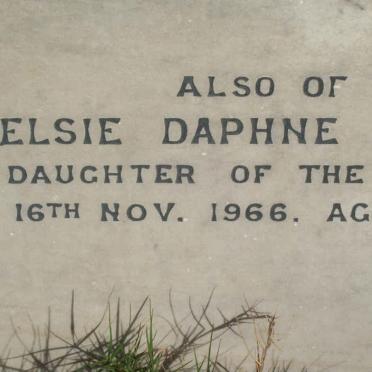 ALSO OF
ELSIE DAPHNE
DAUGHTER OF THE
16TH NOV. 1966. AG